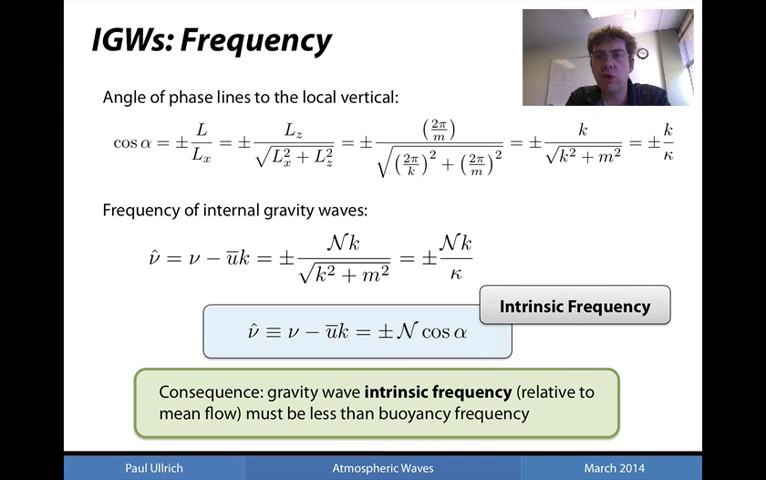 IGWs: Frequency
Angle of phase lines to the local vertical:
cos α = ± L/L_x = ± L_z/√(L_x² + L_z²) = ± (2π/m)/√((2π/k)² + (2π/m)²) = ± k/√(k² + m²) = ± k/κ
Frequency of internal gravity waves:
ν̂ = ν − u̅k = ± 𝒩k/√(k² + m²) = ± 𝒩k/κ
Intrinsic Frequency
ν̂ ≡ ν − u̅k = ± 𝒩 cos α
Consequence: gravity wave intrinsic frequency (relative to
mean flow) must be less than buoyancy frequency
Paul Ullrich
Atmospheric Waves
March 2014